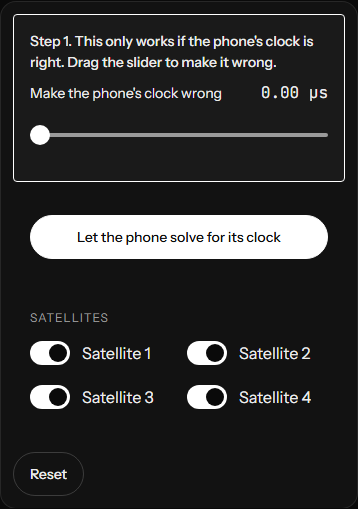 Step 1. This only works if the phone's clock is
right. Drag the slider to make it wrong.
Make the phone's clock wrong 0.00 µs
Let the phone solve for its clock
SATELLITES
Satellite 1 Satellite 2
Satellite 3 Satellite 4
Reset